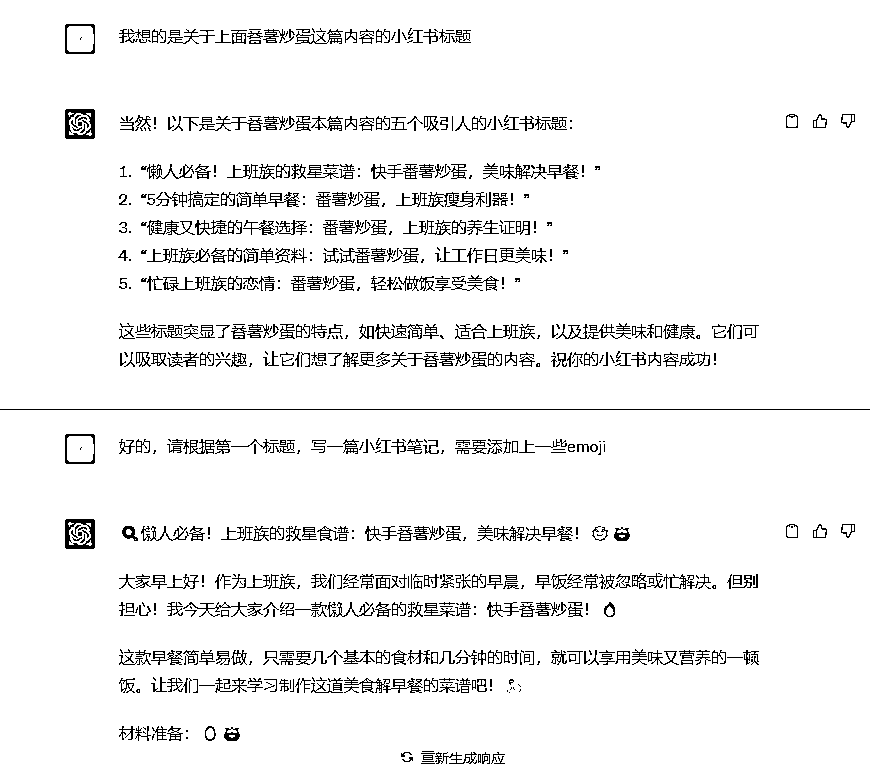 我想的是关于上面番薯炒蛋这篇内容的小红书标题
当然！以下是关于番薯炒蛋本篇内容的五个吸引人的小红书标题：
1. “懒人必备！上班族的救星菜谱：快手番薯炒蛋，美味解决早餐！”
2. “5分钟搞定的简单早餐：番薯炒蛋，上班族瘦身利器！”
3. “健康又快捷的午餐选择：番薯炒蛋，上班族的养生证明！”
4. “上班族必备的简单资料：试试番薯炒蛋，让工作日更美味！”
5. “忙碌上班族的恋情：番薯炒蛋，轻松做饭享受美食！”
这些标题突显了番薯炒蛋的特点，如快速简单、适合上班族，以及提供美味和健康。它们可
以吸取读者的兴趣，让它们想了解更多关于番薯炒蛋的内容。祝你的小红书内容成功！
好的，请根据第一个标题，写一篇小红书笔记，需要添加上一些emoji
懒人必备！上班族的救星食谱：快手番薯炒蛋，美味解决早餐！
大家早上好！作为上班族，我们经常面对临时紧张的早晨，早饭经常被忽略或忙解决。但别
担心！我今天给大家介绍一款懒人必备的救星菜谱：快手番薯炒蛋！
这款早餐简单易做，只需要几个基本的食材和几分钟的时间，就可以享用美味又营养的一顿
饭。让我们一起来学习制作这道美食解早餐的菜谱吧！
材料准备：
重新生成响应